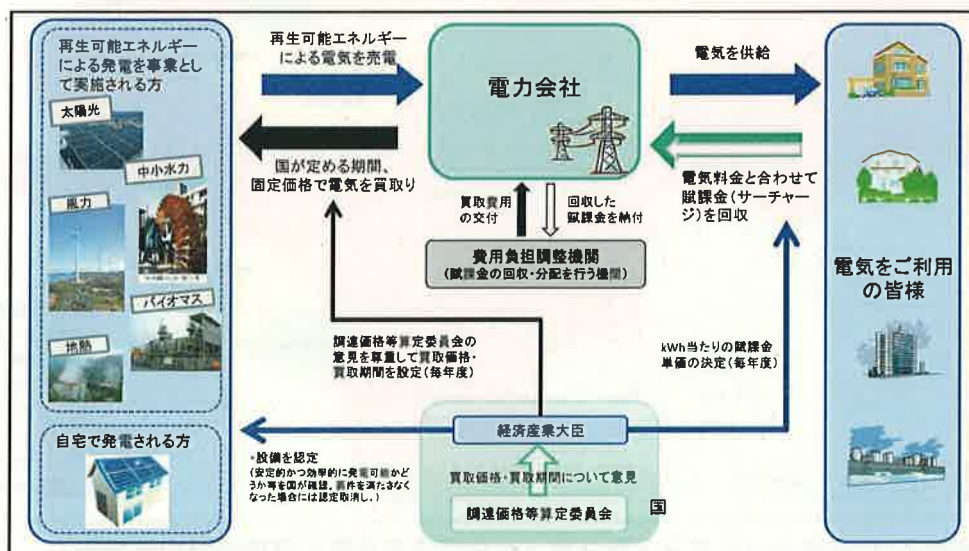 再生可能エネルギー
による発電を事業とし
て実施される方
太陽光
中小水力
風力
バイオマス
地熱
自宅で発電される方
再生可能エネルギー
による電気を売電
国が定める期間、
固定価格で電気を買取り
電力会社
買取費用
の交付
回収した
賦課金を納付
費用負担調整機関
(賦課金の回収・分配を行う機関)
電気を供給
電気料金と合わせて
賦課金(サーチャー
ジ)を回収
電気をご利用
の皆様
調達価格等算定委員会の
意見を尊重して買取価格・
買取期間を設定(毎年度)
kWh当たりの賦課金
単価の決定(毎年度)
・設備を認定
(安定的かつ効率的に発電可能かど
うか等を国が確認。要件を満たさなく
なった場合には認定取消し。)
経済産業大臣
買取価格・買取期間について意見
調達価格等算定委員会
国